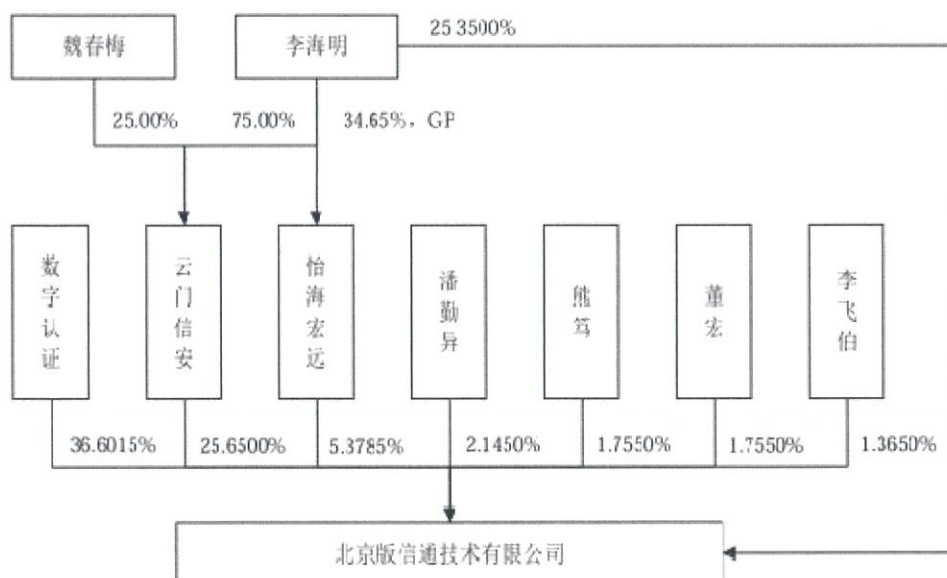 魏春梅
李海明
25.3500%
25.00%
75.00%
34.65%，GP
数字认证
云门信安
怡海宏远
潘勤异
熊笃
董宏
李飞伯
36.6015%
25.6500%
5.3785%
2.1450%
1.7550%
1.7550%
1.3650%
北京版信通技术有限公司